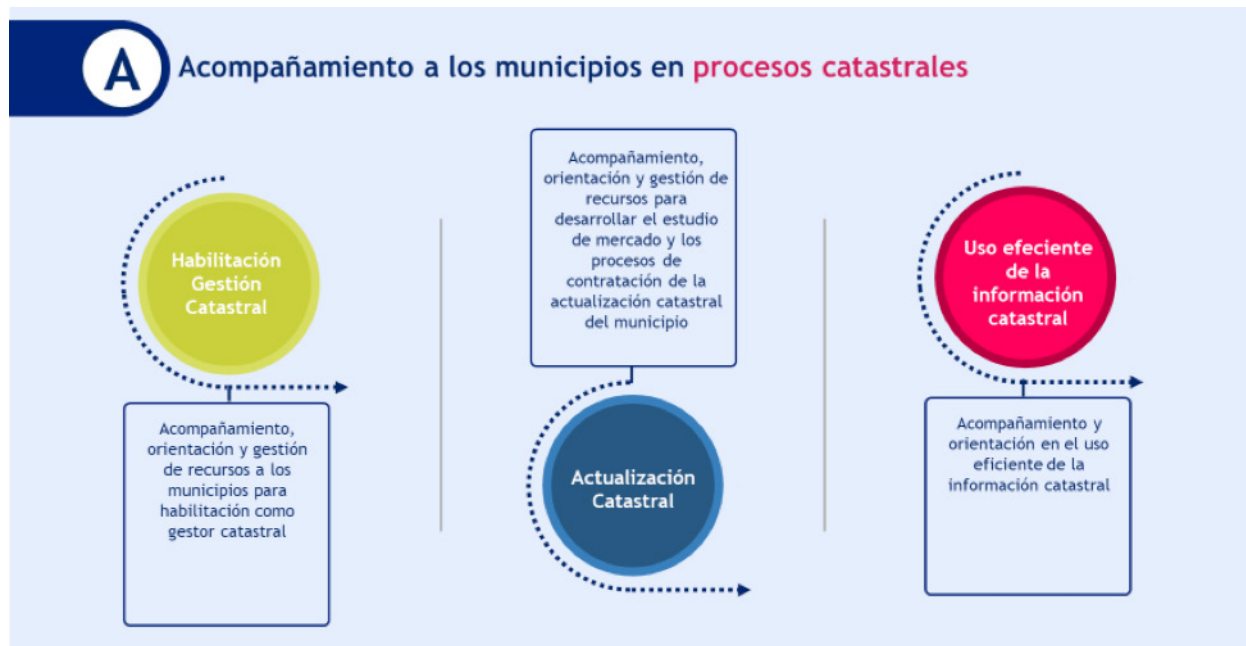 A
Acompañamiento a los municipios en procesos catastrales
Habilitación
Gestión
Catastral
Acompañamiento,
orientación y gestión
de recursos a los
municipios para
habilitación como
gestor catastral
Acompañamiento,
orientación y gestión de
recursos para
desarrollar el estudio
de mercado y los
procesos de
contratación de la
actualización catastral
del municipio
Actualización
Catastral
Uso efeciente
de la
información
catastral
Acompañamiento y
orientación en el uso
eficiente de la
información catastral